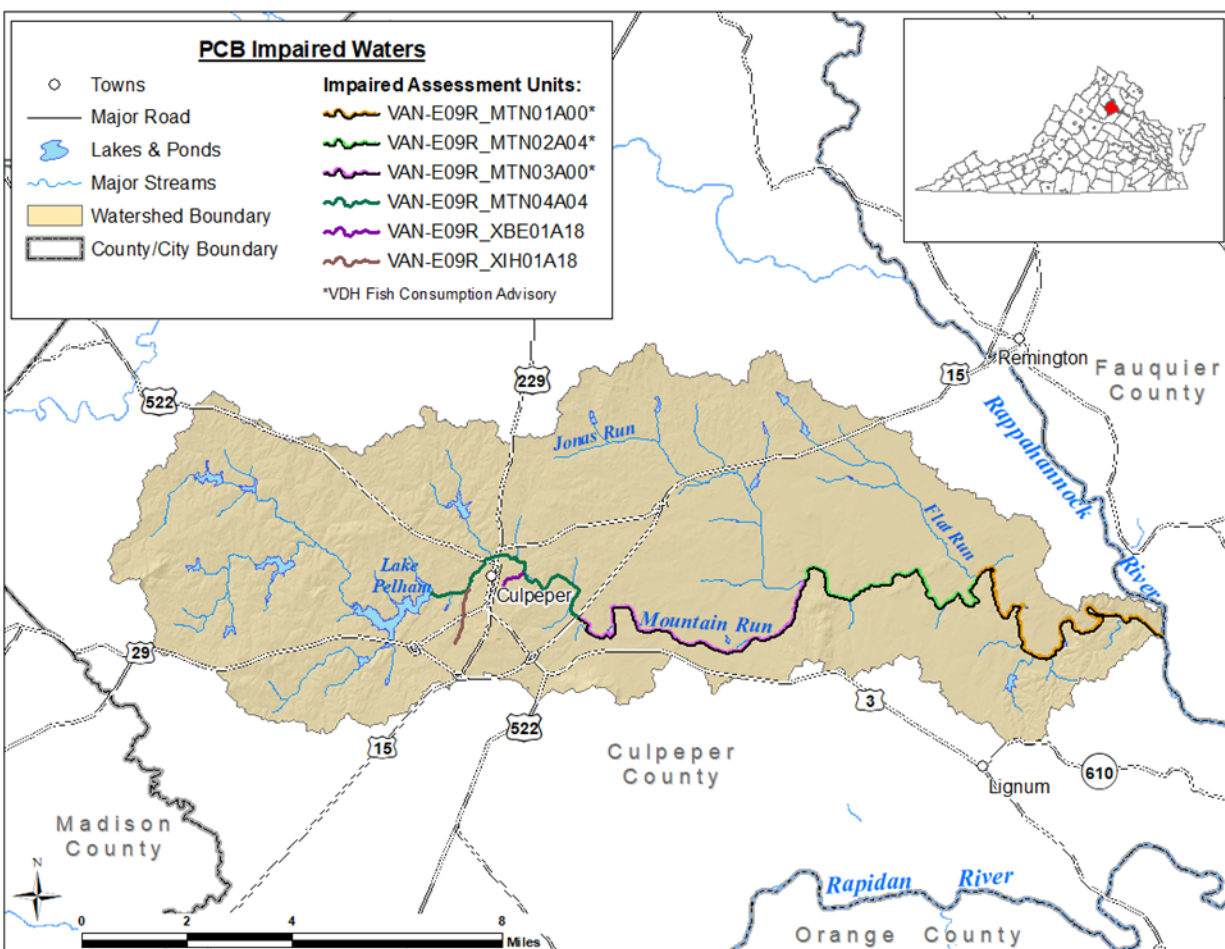 PCB Impaired Waters
Towns
Major Road
Lakes & Ponds
Major Streams
Watershed Boundary
County/City Boundary
Impaired Assessment Units:
VAN-E09R_MTN01A00*
VAN-E09R_MTN02A04*
VAN-E09R_MTN03A00*
VAN-E09R_MTN04A04
VAN-E09R_XBE01A18
VAN-E09R_XIH01A18
*VDH Fish Consumption Advisory
522
229
15
Remington
Fauquier
County
Rappahannock
River
Jonas Run
Flat Run
Lake
Pelham
Culpeper
Mountain Run
29
15
522
3
Culpeper
County
Lignum
610
Madison
County
N
Rapidan River
Orange County
0 2 4 8
Miles